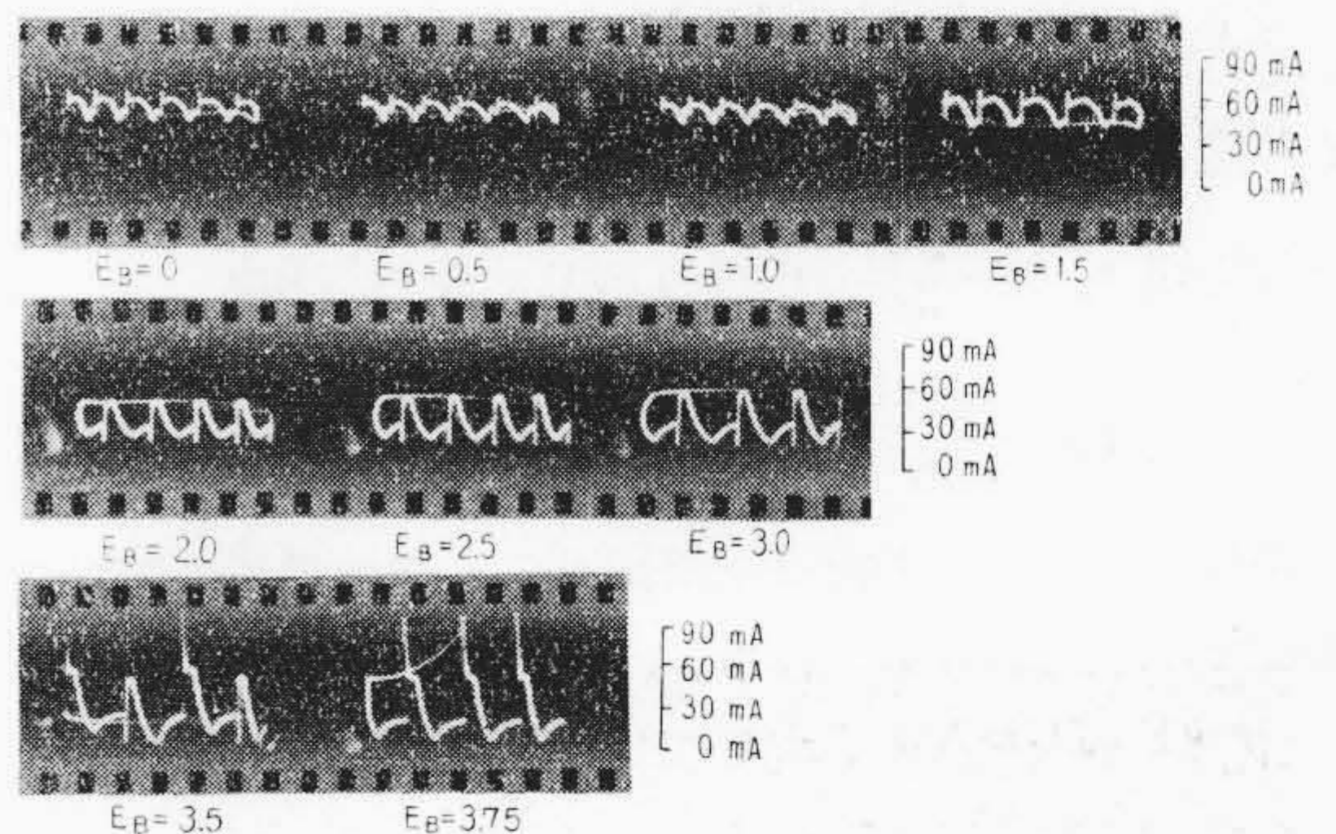 90 mA
60 mA
30 mA
0 mA
E_B = 0 E_B = 0.5 E_B = 1.0 E_B = 1.5
90 mA
60 mA
30 mA
0 mA
E_B = 2.0 E_B = 2.5 E_B = 3.0
90 mA
60 mA
30 mA
0 mA
E_B = 3.5 E_B = 3.75